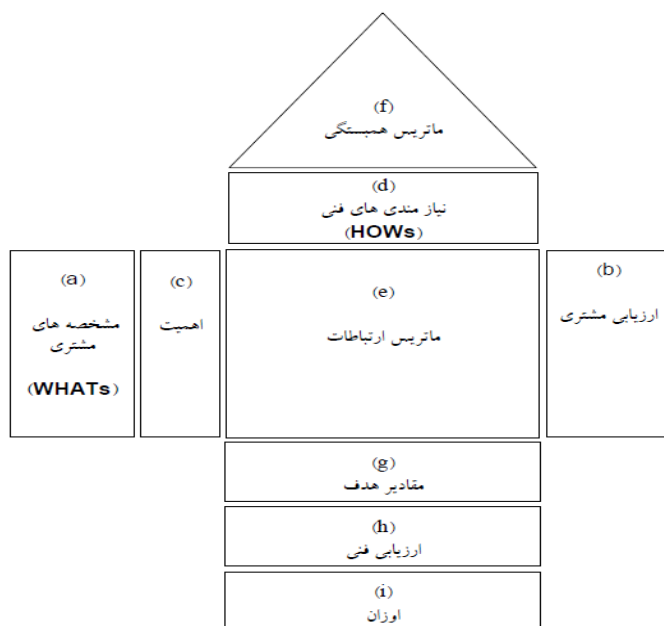 (f)
ماتریس همبستگی
(d)
نیاز مندی های فنی
(HOWs)
(a)
مشخصه های
مشتری
(WHATs)
(c)
اهمیت
(e)
ماتریس ارتباطات
(b)
ارزیابی مشتری
(g)
مقادیر هدف
(h)
ارزیابی فنی
(i)
اوزان